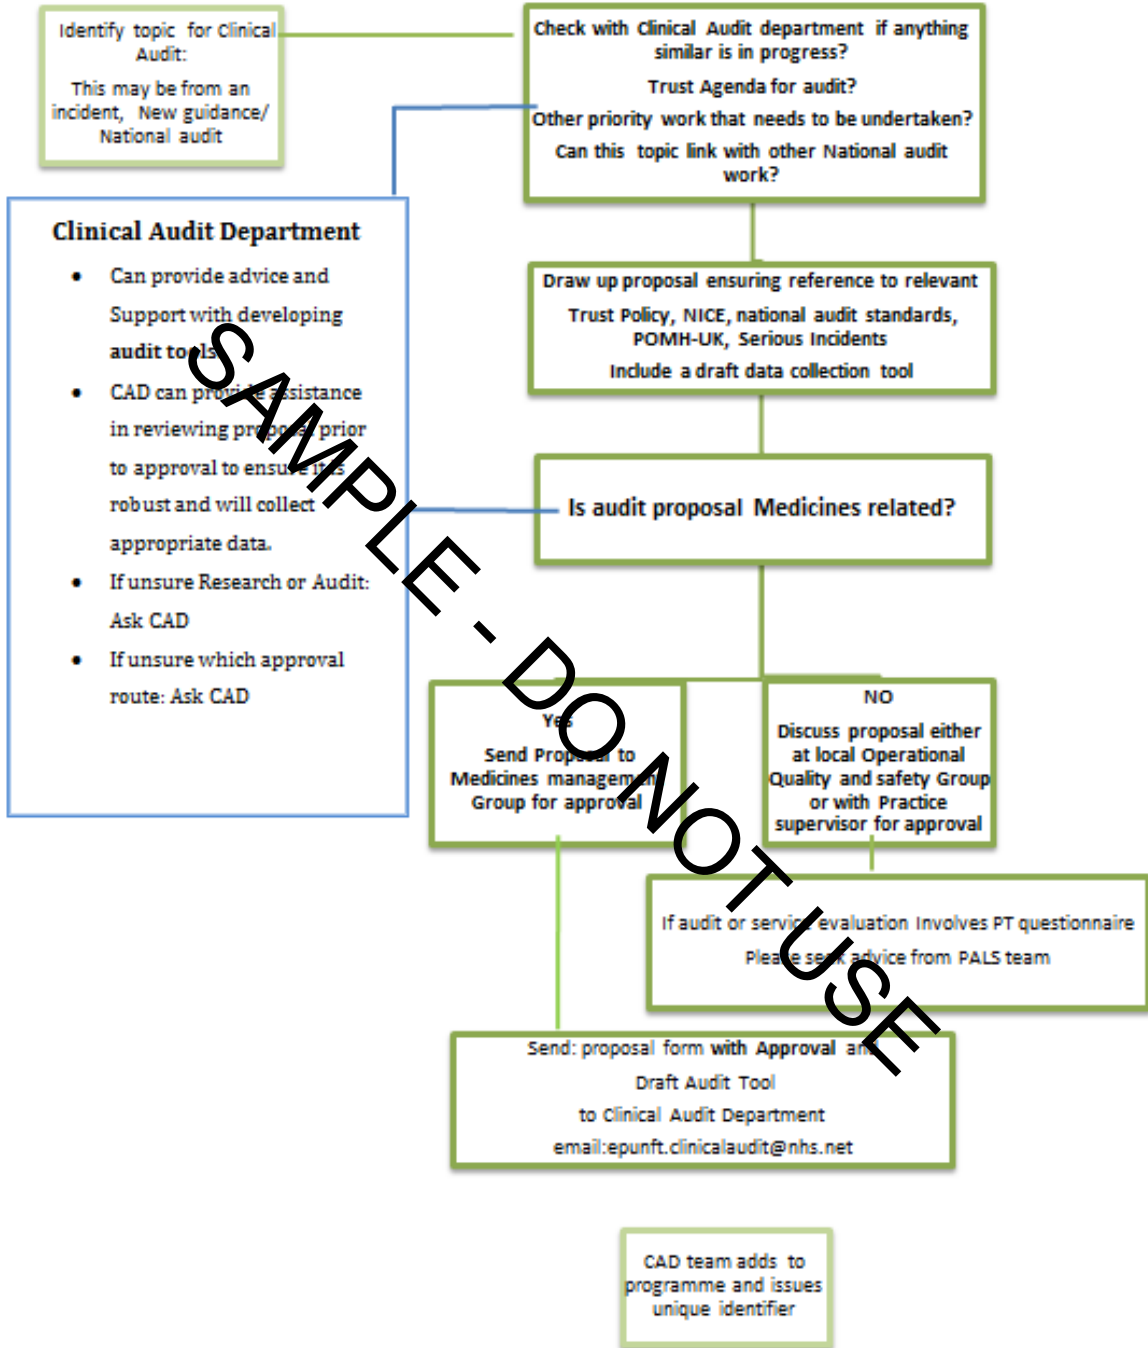 Identify topic for Clinical
Audit:
This may be from an
incident, New guidance/
National audit
Check with Clinical Audit department if anything
similar is in progress?
Trust Agenda for audit?
Other priority work that needs to be undertaken?
Can this topic link with other National audit
work?
Clinical Audit Department
• Can provide advice and
Support with developing
audit tools
• CAD can provide assistance
in reviewing proposal prior
to approval to ensure it is
robust and will collect
appropriate data.
• If unsure Research or Audit:
Ask CAD
• If unsure which approval
route: Ask CAD
Draw up proposal ensuring reference to relevant
Trust Policy, NICE, national audit standards,
POMH-UK, Serious Incidents
Include a draft data collection tool
Is audit proposal Medicines related?
Yes
Send Proposal to
Medicines management
Group for approval
NO
Discuss proposal either
at local Operational
Quality and safety Group
or with Practice
supervisor for approval
If audit or service evaluation Involves PT questionnaire
Please seek advice from PALS team
Send: proposal form with Approval and
Draft Audit Tool
to Clinical Audit Department
email:epunft.clinicalaudit@nhs.net
CAD team adds to
programme and issues
unique identifier
SAMPLE - DO NOT USE